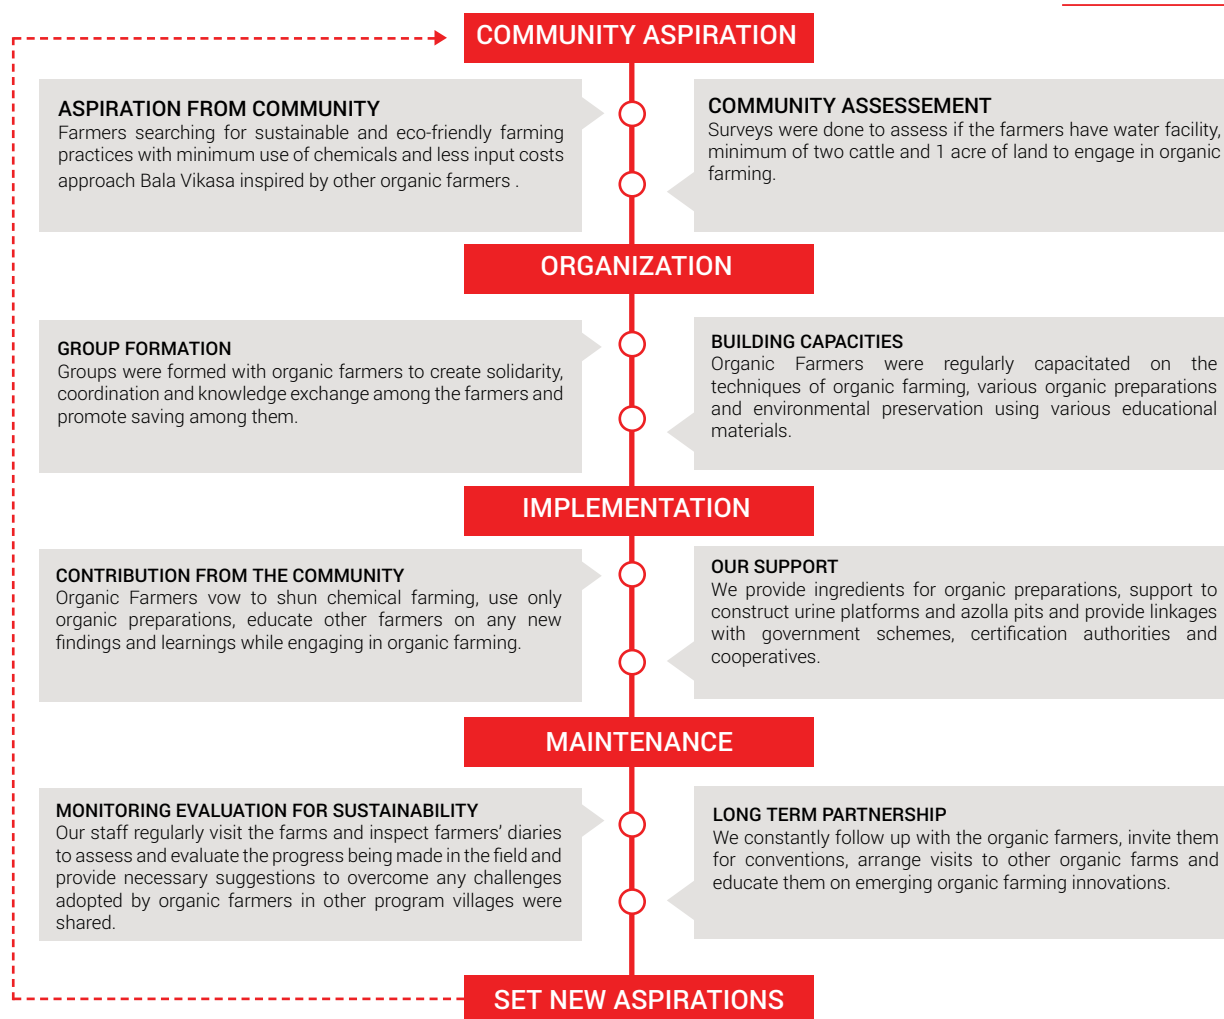 COMMUNITY ASPIRATION
ASPIRATION FROM COMMUNITY
Farmers searching for sustainable and eco-friendly farming
practices with minimum use of chemicals and less input costs
approach Bala Vikasa inspired by other organic farmers .
COMMUNITY ASSESSEMENT
Surveys were done to assess if the farmers have water facility,
minimum of two cattle and 1 acre of land to engage in organic
farming.
ORGANIZATION
GROUP FORMATION
Groups were formed with organic farmers to create solidarity,
coordination and knowledge exchange among the farmers and
promote saving among them.
BUILDING CAPACITIES
Organic Farmers were regularly capacitated on the
techniques of organic farming, various organic preparations
and environmental preservation using various educational
materials.
IMPLEMENTATION
CONTRIBUTION FROM THE COMMUNITY
Organic Farmers vow to shun chemical farming, use only
organic preparations, educate other farmers on any new
findings and learnings while engaging in organic farming.
OUR SUPPORT
We provide ingredients for organic preparations, support to
construct urine platforms and azolla pits and provide linkages
with government schemes, certification authorities and
cooperatives.
MAINTENANCE
MONITORING EVALUATION FOR SUSTAINABILITY
Our staff regularly visit the farms and inspect farmers’ diaries
to assess and evaluate the progress being made in the field and
provide necessary suggestions to overcome any challenges
adopted by organic farmers in other program villages were
shared.
LONG TERM PARTNERSHIP
We constantly follow up with the organic farmers, invite them
for conventions, arrange visits to other organic farms and
educate them on emerging organic farming innovations.
SET NEW ASPIRATIONS